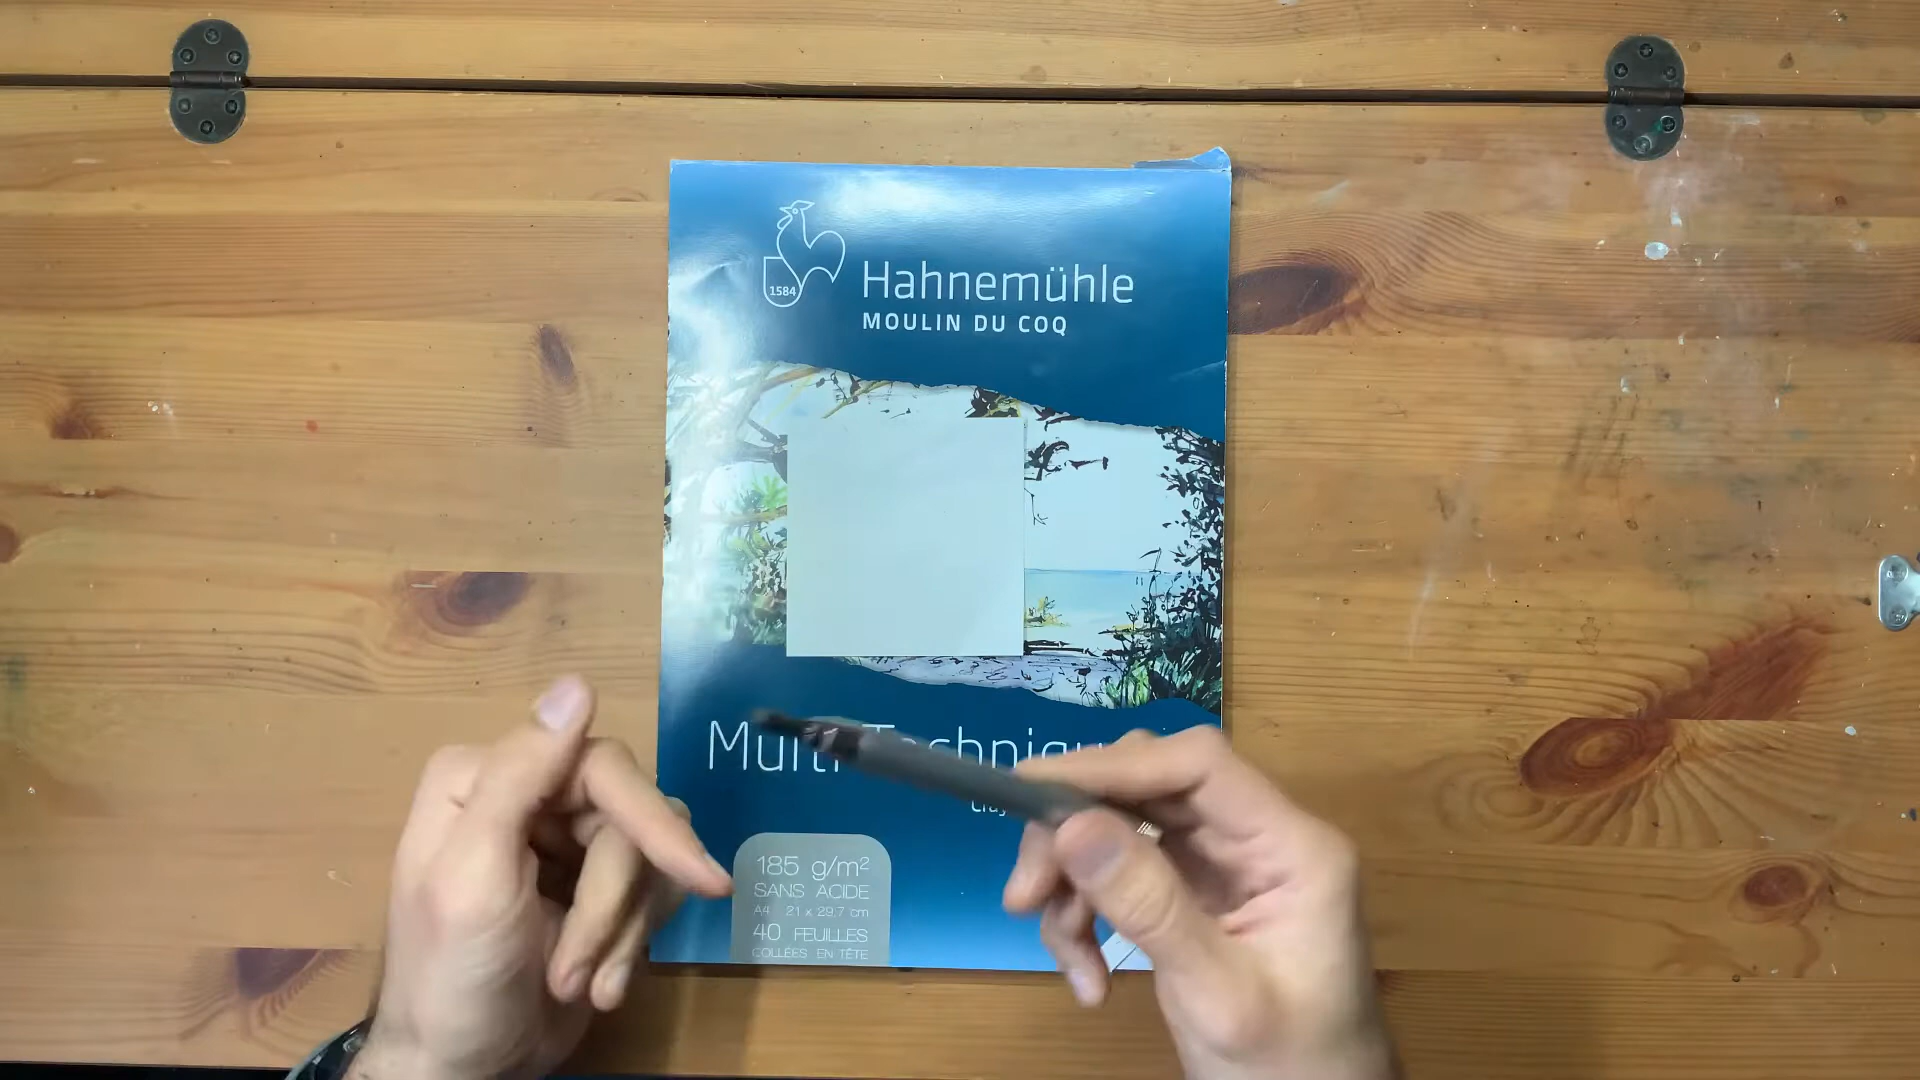 1584
Hahnemühle
MOULIN DU COQ
185 g/m²
SANS ACIDE
A4 21 x 29,7 cm
40 FEUILLES
COLLÉES EN TÊTE